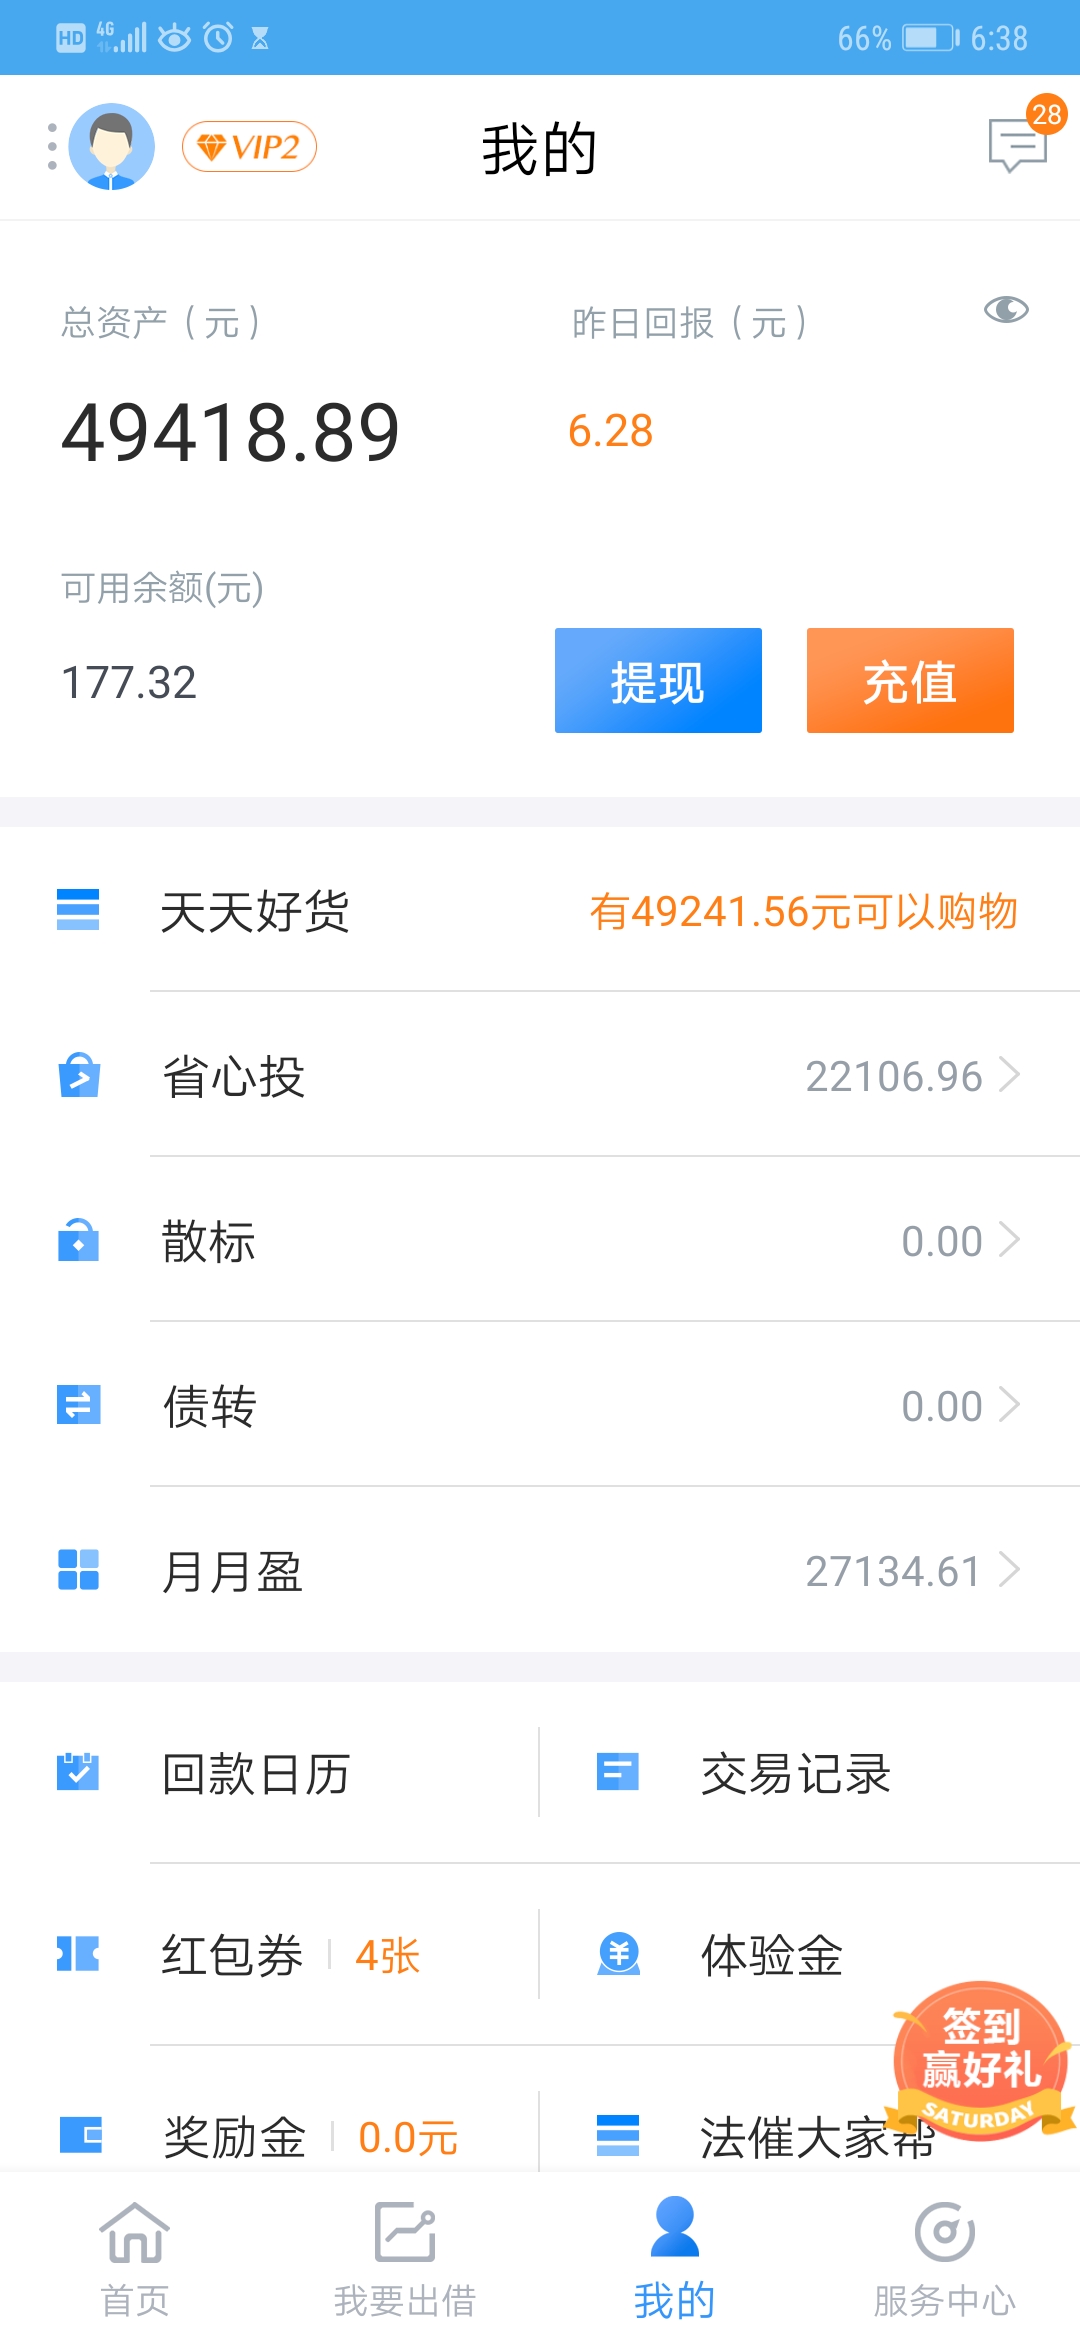 HD 4G 66% 6:38
VIP2 我的 28
总资产（元） 昨日回报（元）
49418.89 6.28
可用余额(元)
177.32 提现 充值
天天好货 有49241.56元可以购物
省心投 22106.96
散标 0.00
债转 0.00
月月盈 27134.61
回款日历 交易记录
红包券 4张 体验金
签到
赢好礼
SATURDAY
奖励金 0.0元 法催大家帮
首页 我要出借 我的 服务中心